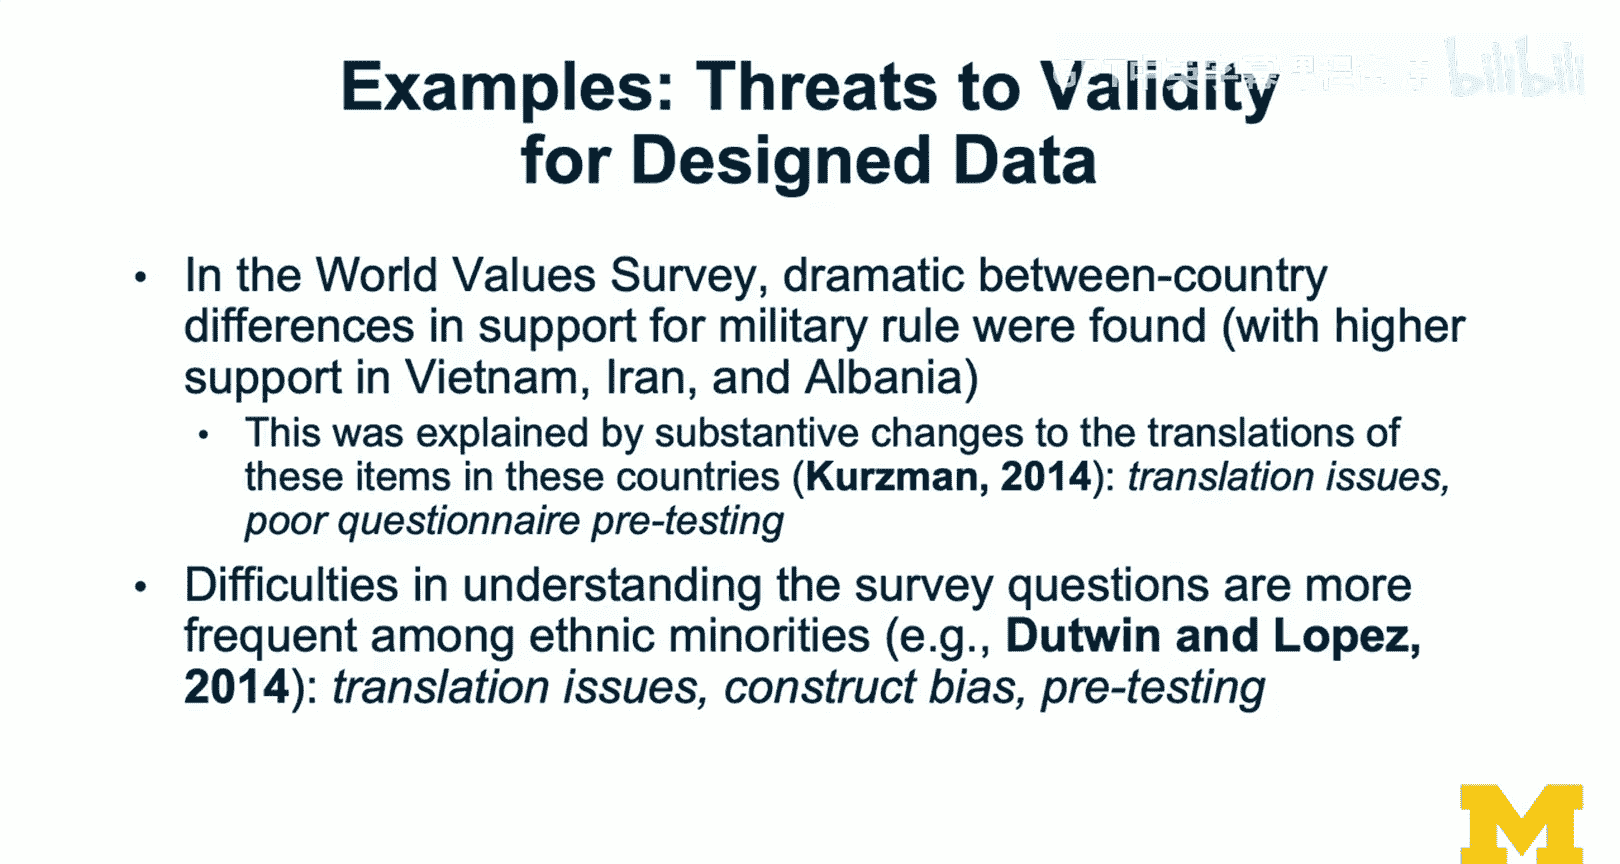 Examples: Threats to Validity
for Designed Data
bilibili
• In the World Values Survey, dramatic between-country
differences in support for military rule were found (with higher
support in Vietnam, Iran, and Albania)
• This was explained by substantive changes to the translations of
these items in these countries (Kurzman, 2014): translation issues,
poor questionnaire pre-testing
• Difficulties in understanding the survey questions are more
frequent among ethnic minorities (e.g., Dutwin and Lopez,
2014): translation issues, construct bias, pre-testing
M